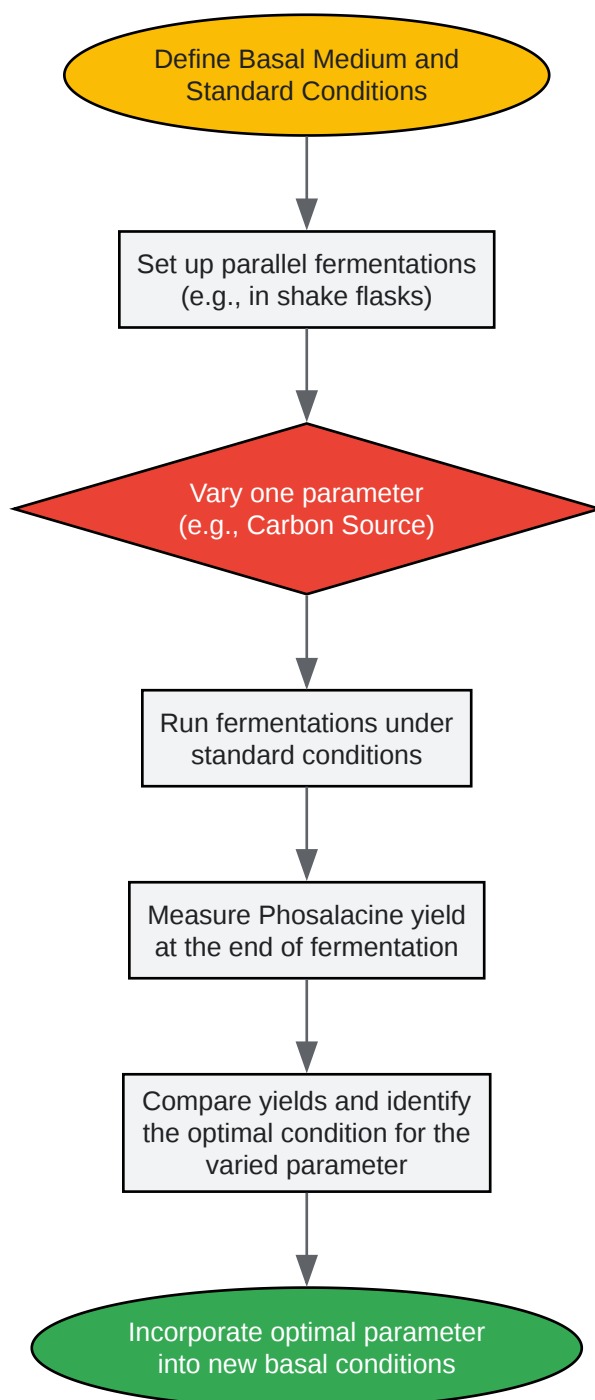 Define Basal Medium and
Standard Conditions
Set up parallel fermentations
(e.g., in shake flasks)
Vary one parameter
(e.g., Carbon Source)
Run fermentations under
standard conditions
Measure Phosalacine yield
at the end of fermentation
Compare yields and identify
the optimal condition for the
varied parameter
Incorporate optimal parameter
into new basal conditions